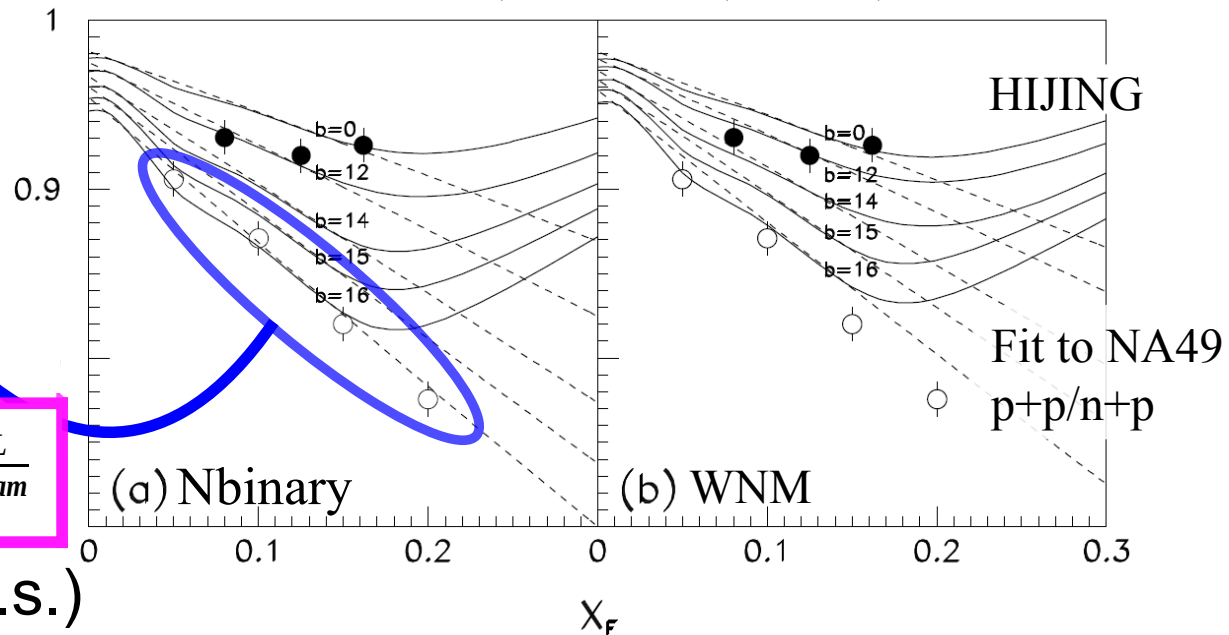 1
HIJING
b=0
b=0
b=12
b=12
0.9
b=14
b=14
b=15
b=15
b=16
b=16
Fit to NA49
p+p/n+p
L
am
(a) Nbinary
(b) WNM
0
0.1
0.2
0
0.1
0.2
0.3
.s.)
X_F